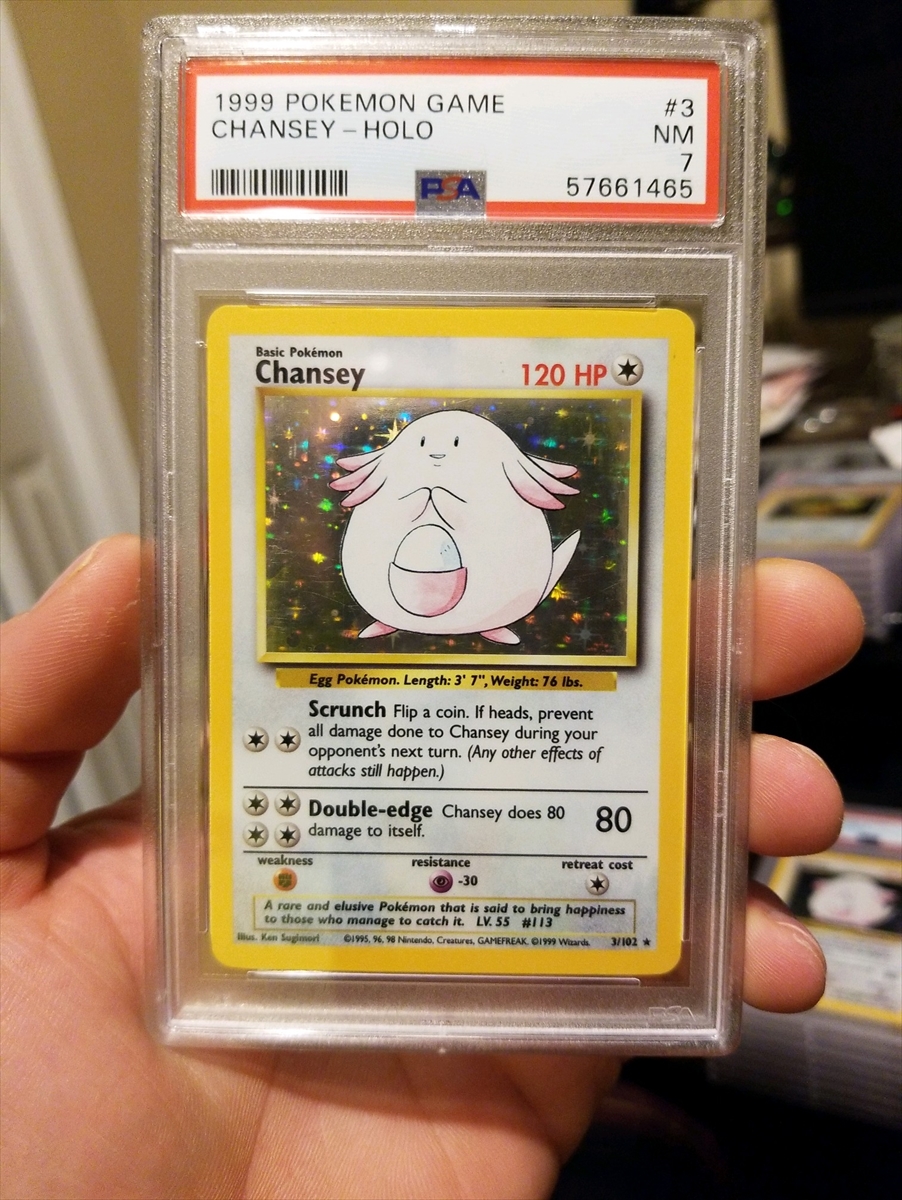 1999 POKEMON GAME #3
CHANSEY – HOLO NM
7
PSA 57661465
Basic Pokémon
Chansey 120 HP
Egg Pokémon. Length: 3' 7", Weight: 76 lbs.
Scrunch Flip a coin. If heads, prevent
all damage done to Chansey during your
opponent's next turn. (Any other effects of
attacks still happen.)
Double-edge Chansey does 80
damage to itself.
80
weakness resistance retreat cost
-30
A rare and elusive Pokémon that is said to bring happiness
to those who manage to catch it. LV. 55 #113
Illus. Ken Sugimori ©1995, 96, 98 Nintendo, Creatures, GAMEFREAK. ©1999 Wizards. 3/102
PSA